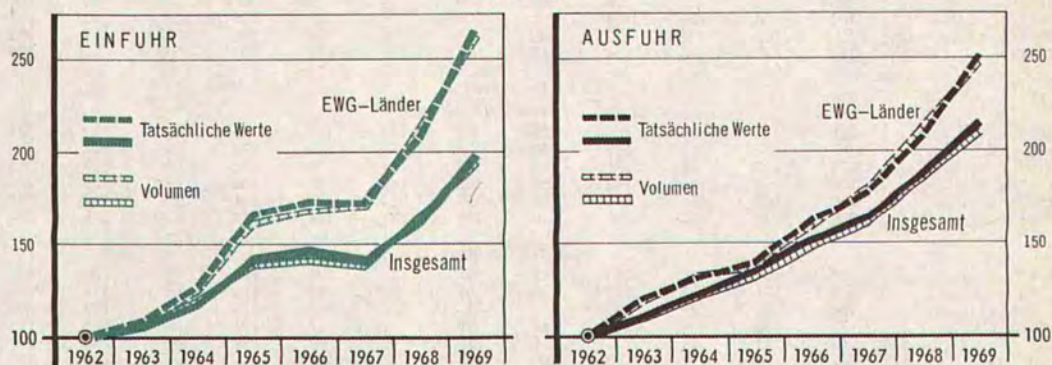 EINFUHR
250
EWG-Länder
Tatsächliche Werte
200
Volumen
150
Insgesamt
100
1962 1963 1964 1965 1966 1967 1968 1969
AUSFUHR
250
EWG-Länder
Tatsächliche Werte
200
Volumen
150
Insgesamt
100
1962 1963 1964 1965 1966 1967 1968 1969